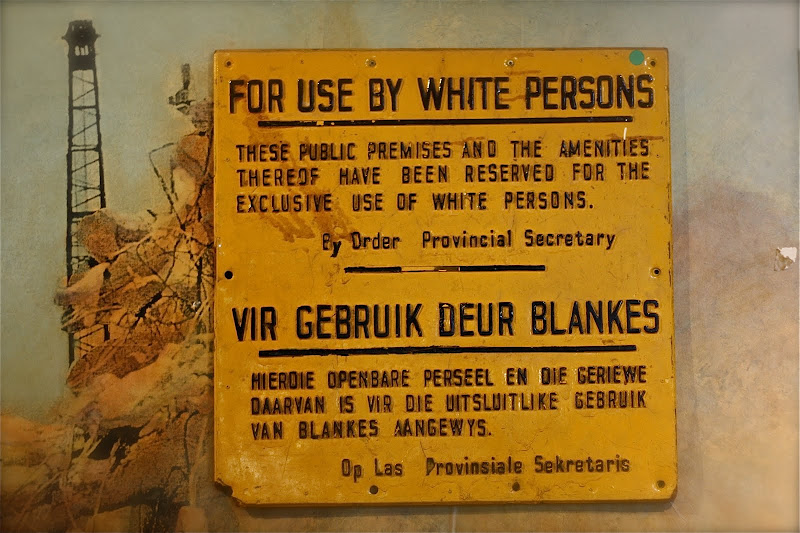 FOR USE BY WHITE PERSONS
THESE PUBLIC PREMISES AND THE AMENITIES
THEREOF HAVE BEEN RESERVED FOR THE
EXCLUSIVE USE OF WHITE PERSONS.
By Order Provincial Secretary
VIR GEBRUIK DEUR BLANKES
HIERDIE OPENBARE PERSEEL EN DIE GERIEWE
DAARVAN IS VIR DIE UITSLUITLIKE GEBRUIK
VAN BLANKES AANGEWYS.
Op Las Provinsiale Sekretaris